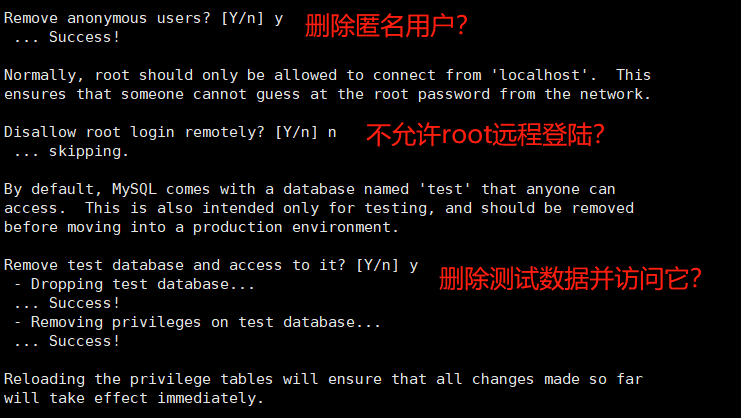 Remove anonymous users? [Y/n] y 删除匿名用户?
... Success!
Normally, root should only be allowed to connect from 'localhost'.  This
ensures that someone cannot guess at the root password from the network.
Disallow root login remotely? [Y/n] n 不允许root远程登陆?
... skipping.
By default, MySQL comes with a database named 'test' that anyone can
access.  This is also intended only for testing, and should be removed
before moving into a production environment.
Remove test database and access to it? [Y/n] y 删除测试数据并访问它?
- Dropping test database...
... Success!
- Removing privileges on test database...
... Success!
Reloading the privilege tables will ensure that all changes made so far
will take effect immediately.